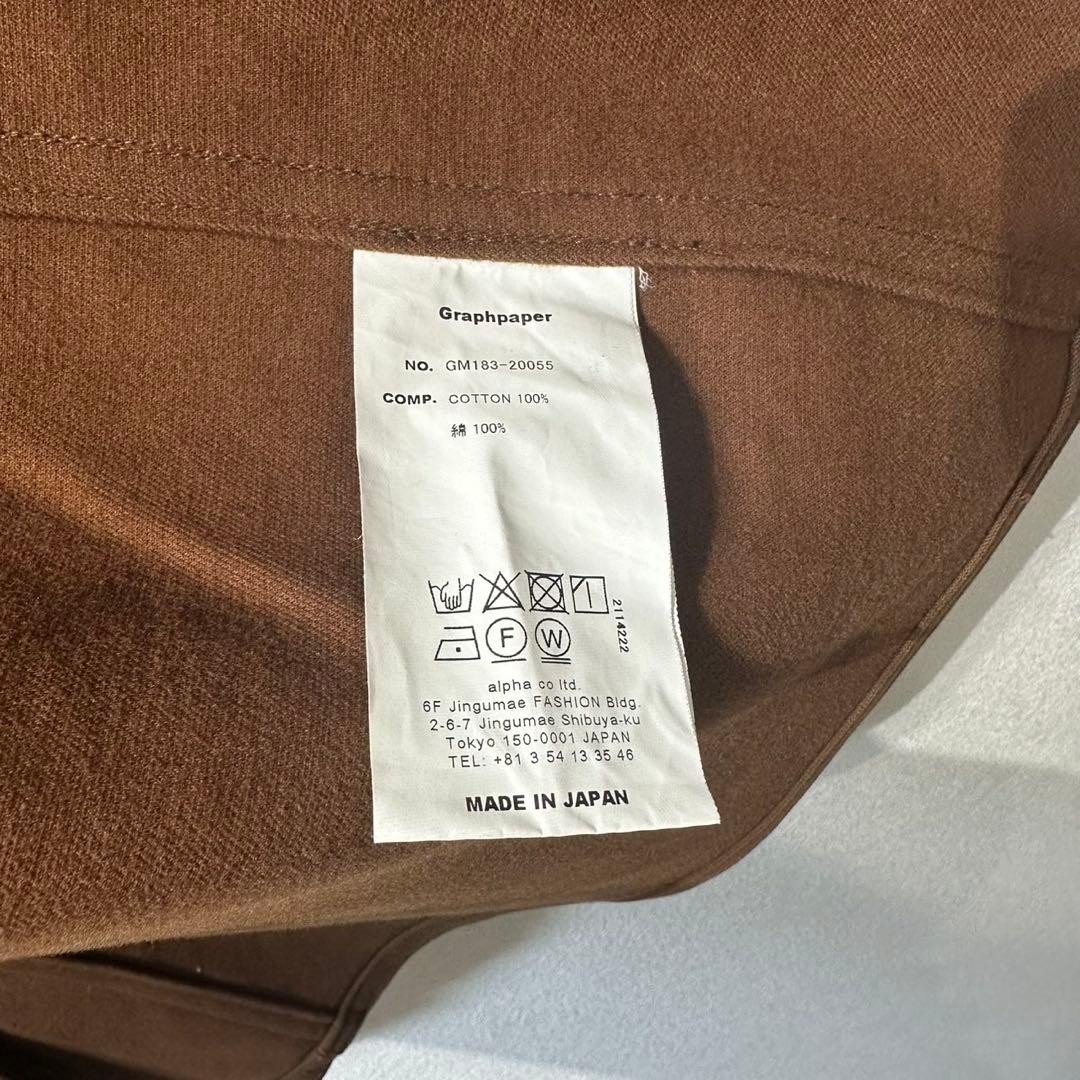 Graphpaper
NO. GM183-20055
COMP. COTTON 100%
綿 100%
2114222
F W
alpha co ltd.
6F Jingumae FASHION Bldg.
2-6-7 Jingumae Shibuya-ku
Tokyo 150-0001 JAPAN
TEL: +81 3 54 13 35 46
MADE IN JAPAN